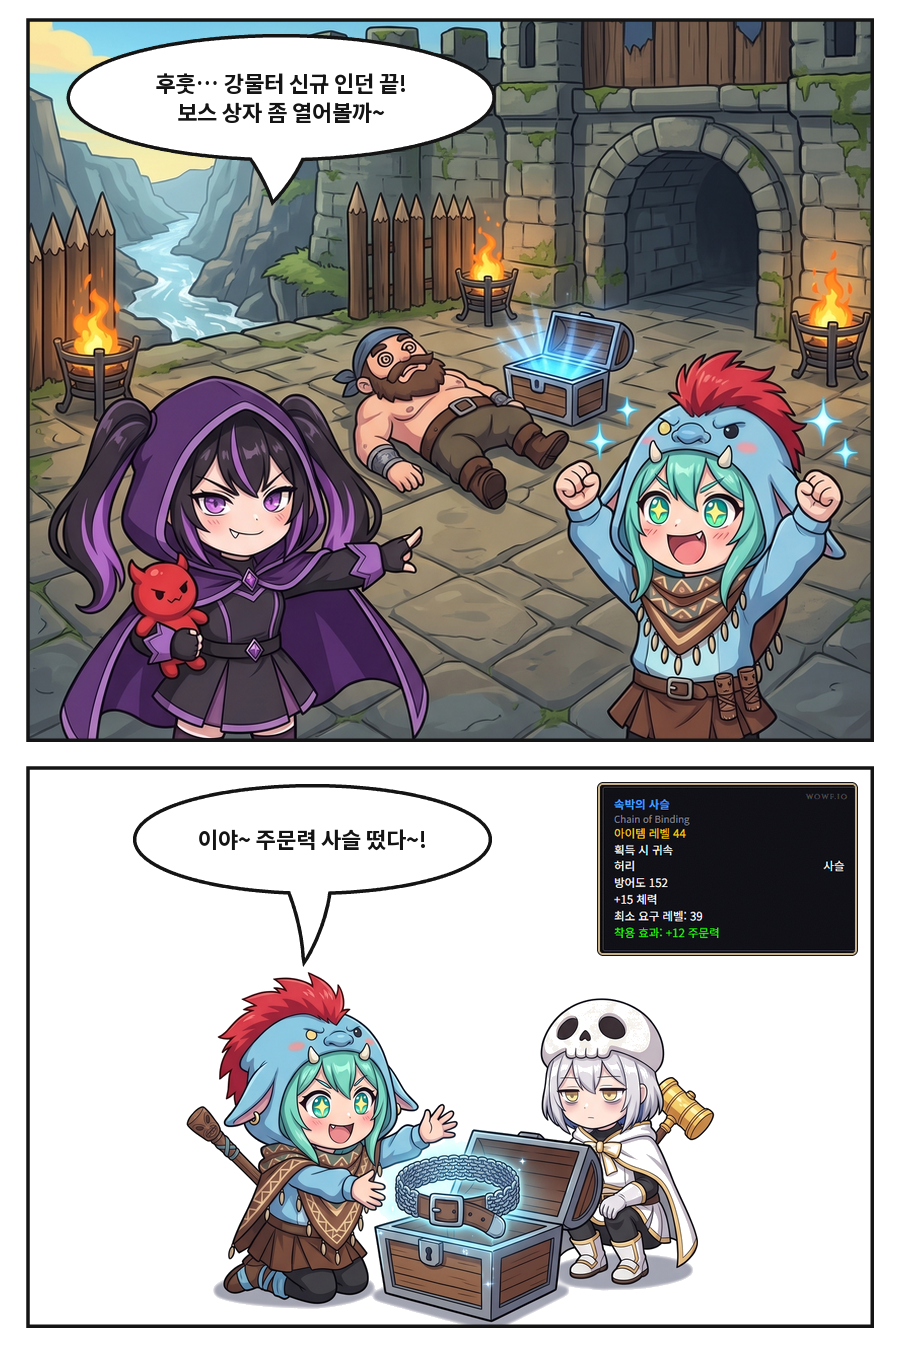 후훗… 강물터 신규 인던 끝!
보스 상자 좀 열어볼까~
이야~ 주문력 사슬 떴다~!
WOWF.IO
속박의 사슬
Chain of Binding
아이템 레벨 44
획득 시 귀속
허리 사슬
방어도 152
+15 체력
최소 요구 레벨: 39
착용 효과: +12 주문력